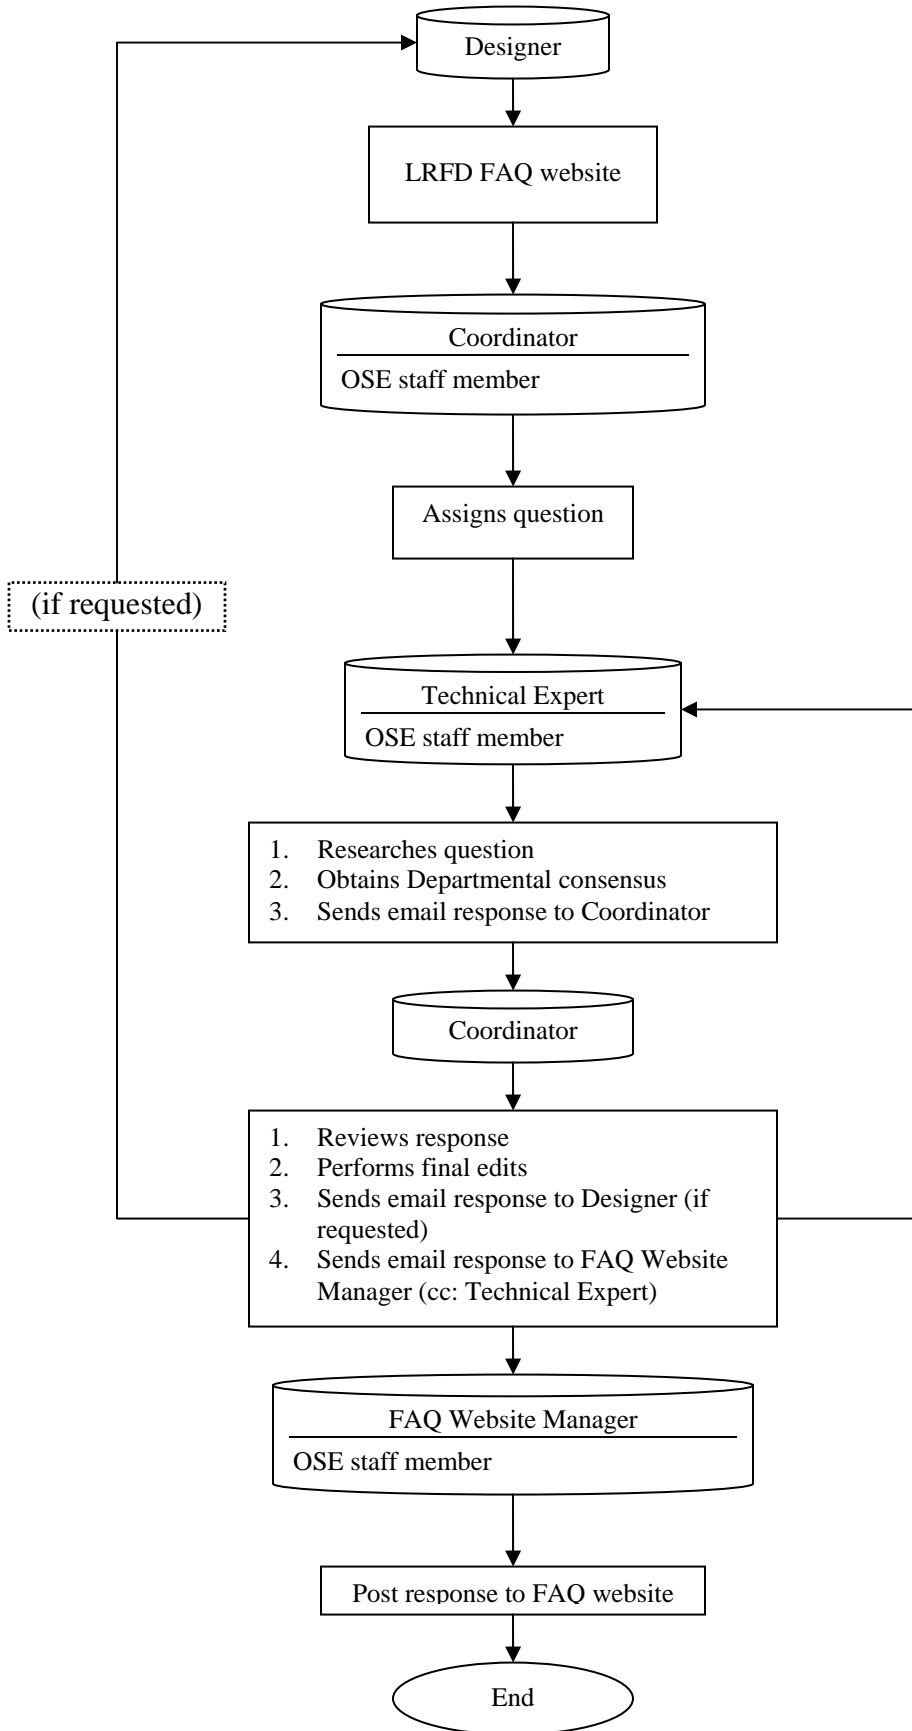 Designer
LRFD FAQ website
Coordinator
OSE staff member
Assigns question
(if requested)
Technical Expert
OSE staff member
1. Researches question
2. Obtains Departmental consensus
3. Sends email response to Coordinator
Coordinator
1. Reviews response
2. Performs final edits
3. Sends email response to Designer (if
requested)
4. Sends email response to FAQ Website
Manager (cc: Technical Expert)
FAQ Website Manager
OSE staff member
Post response to FAQ website
End